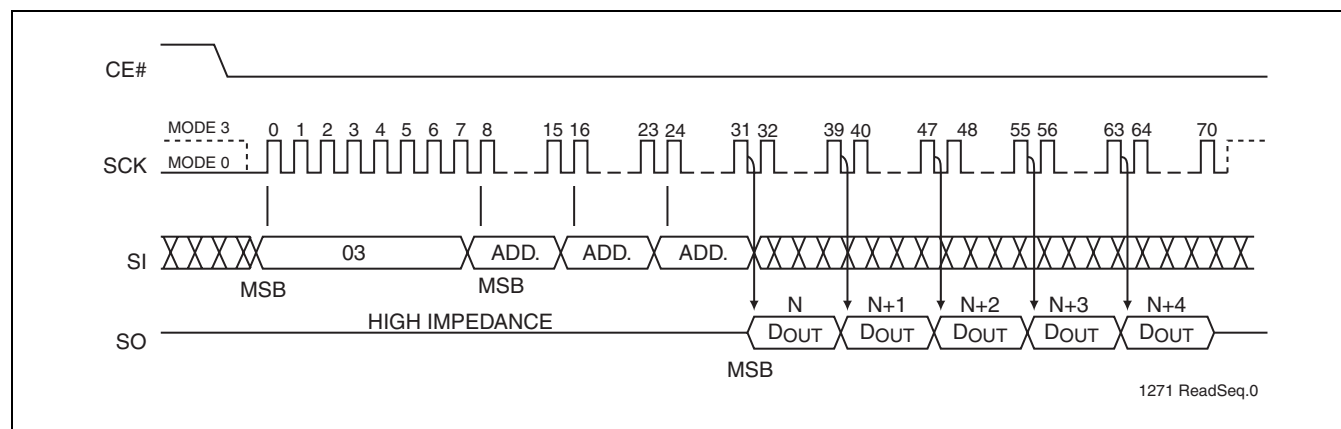 CE#
MODE 3
0 1 2 3 4 5 6 7 8 15 16 23 24 31 32 39 40 47 48 55 56 63 64 70
SCK
MODE 0
SI
03 ADD. ADD. ADD.
MSB MSB
N N+1 N+2 N+3 N+4
HIGH IMPEDANCE
SO
DOUT DOUT DOUT DOUT DOUT
MSB
1271 ReadSeq.0